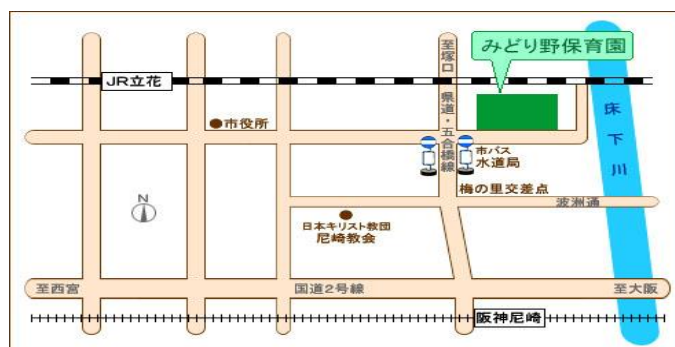 みどり野保育園
至塚口
JR立花
県道・五合橋線
床下川
市役所
市バス
水道局
梅の里交差点
N
波洲通
日本キリスト教団
尼崎教会
至西宮
国道2号線
至大阪
阪神尼崎